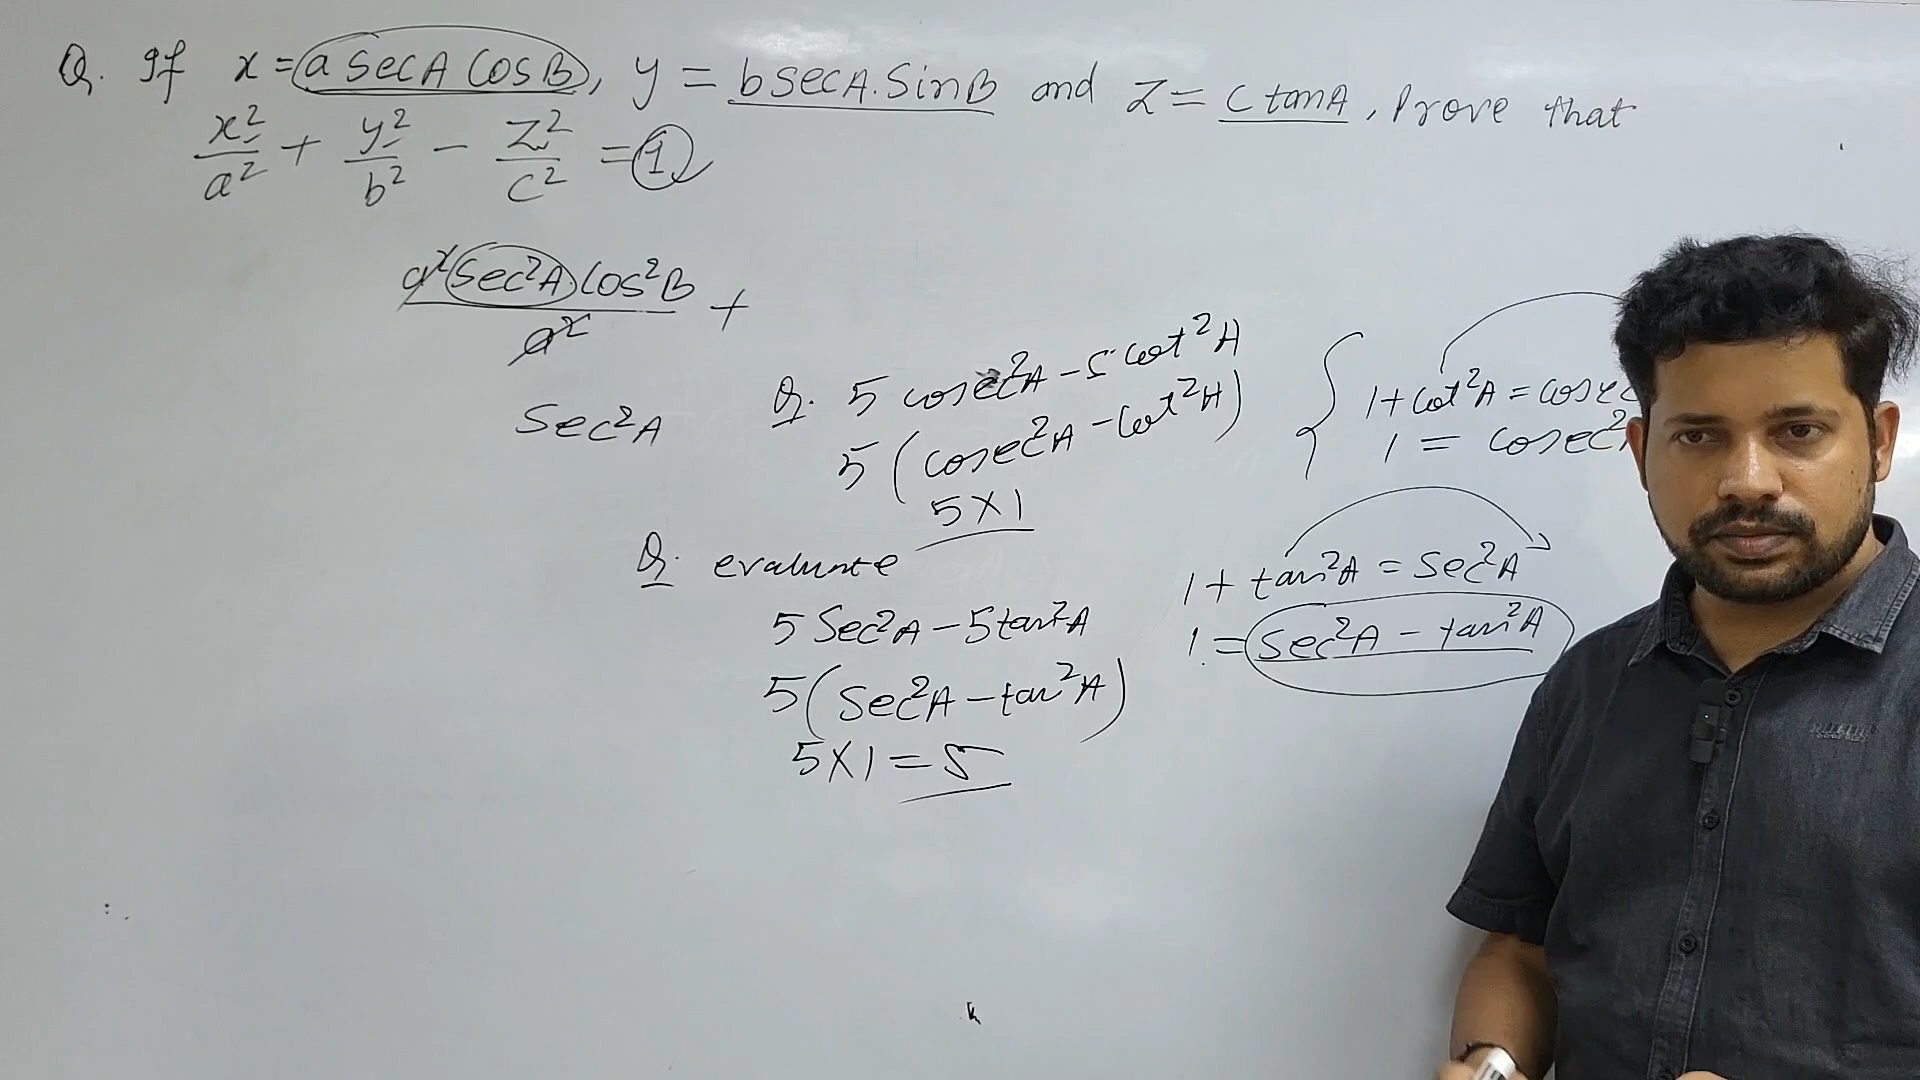 Q. If x = a SecA CosB, y = b secA.SinB and Z = c tanA, Prove that
x²/a² + y²/b² - Z²/c² = 1
a² Sec²A Cos²B / a² +
Sec²A
Q. 5 cosec²A - 5 cot²A
5 (cosec²A - cot²A)
5 X 1
1 + cot²A = cosec
1 = cosec²
Q. evaluate
5 Sec²A - 5 tan²A
5 (Sec²A - tan²A)
5 X 1 = 5
1 + tan²A = Sec²A
1 = Sec²A - tan²A